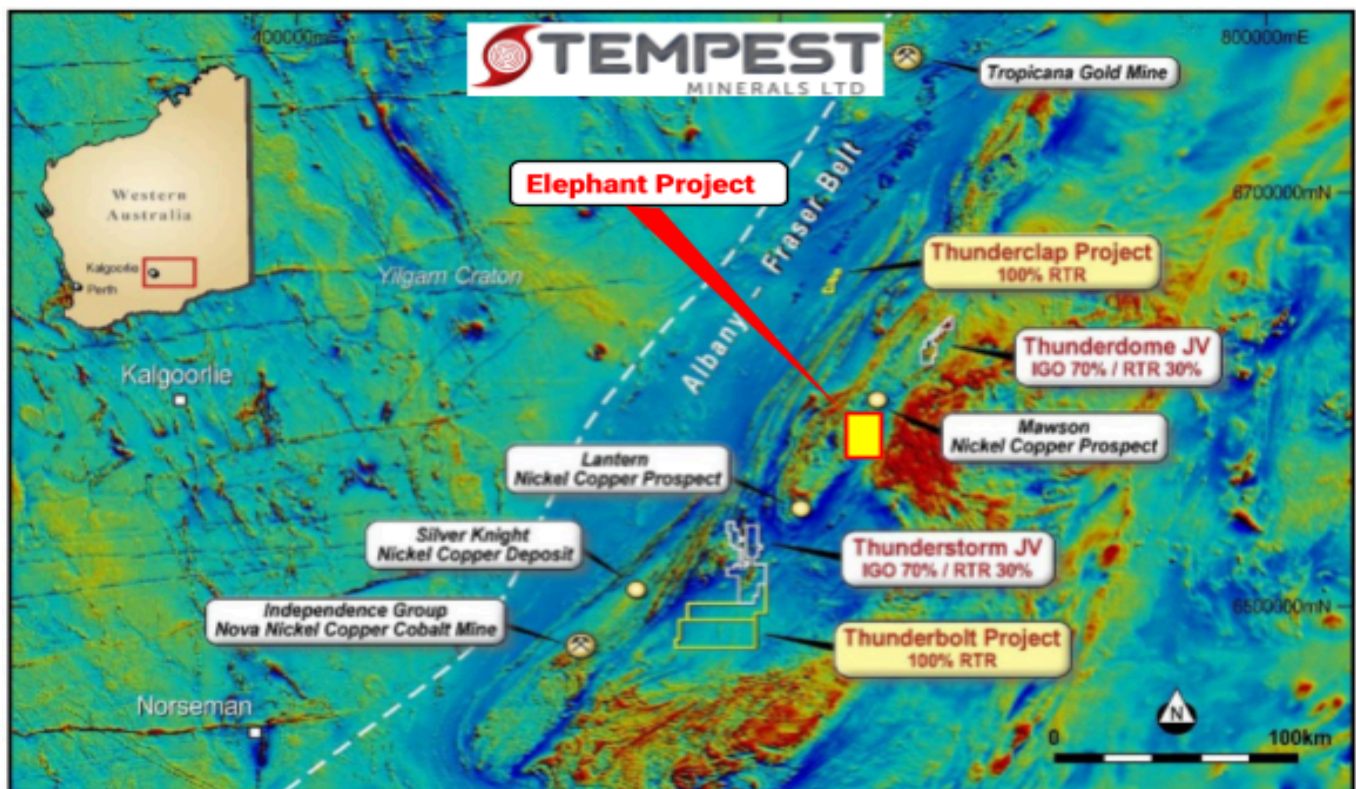 400000mE
800000mE
TEMPEST
MINERALS LTD
Tropicana Gold Mine
Elephant Project
6700000mN
Western
Australia
Kalgoorlie
Perth
Yilgarn Craton
Albany - Fraser Belt
Thunderclap Project
100% RTR
Kalgoorlie
Thunderdome JV
IGO 70% / RTR 30%
Mawson
Nickel Copper Prospect
Lantern
Nickel Copper Prospect
Silver Knight
Nickel Copper Deposit
Thunderstorm JV
IGO 70% / RTR 30%
Independence Group
Nova Nickel Copper Cobalt Mine
6500000mN
Thunderbolt Project
100% RTR
Norseman
N
0
100km